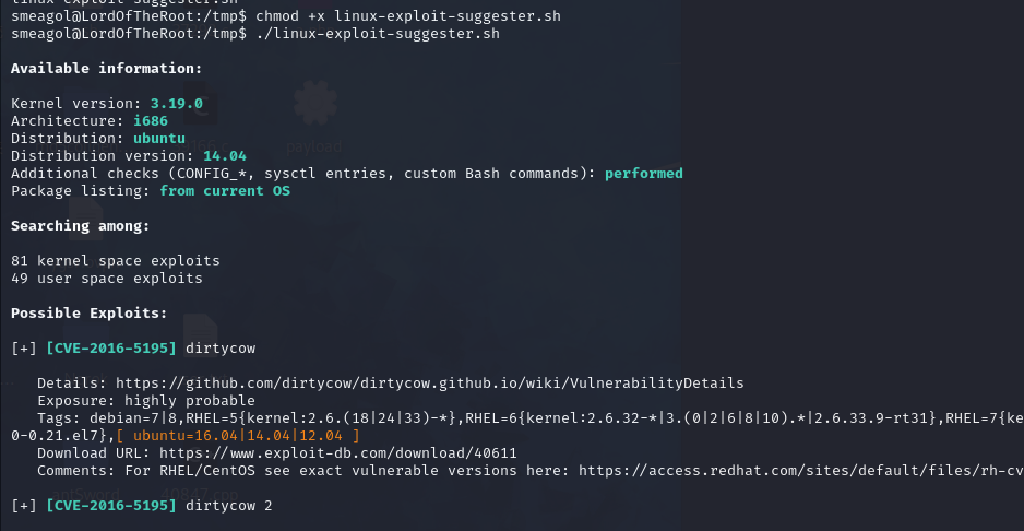 linux-exploit-suggester.sh
smeagol@LordOfTheRoot:/tmp$ chmod +x linux-exploit-suggester.sh
smeagol@LordOfTheRoot:/tmp$ ./linux-exploit-suggester.sh
Available information:
Kernel version: 3.19.0
Architecture: i686
Distribution: ubuntu
payload
Distribution version: 14.04
Additional checks (CONFIG_*, sysctl entries, custom Bash commands): performed
Package listing: from current OS
Searching among:
81 kernel space exploits
49 user space exploits
Possible Exploits:
[+] [CVE-2016-5195] dirtycow
Details: https://github.com/dirtycow/dirtycow.github.io/wiki/VulnerabilityDetails
Exposure: highly probable
Tags: debian=7|8,RHEL=5{kernel:2.6.(18|24|33)-*},RHEL=6{kernel:2.6.32-*|3.(0|2|6|8|10).*|2.6.33.9-rt31},RHEL=7{ke
0-0.21.el7},[ ubuntu=16.04|14.04|12.04 ]
Download URL: https://www.exploit-db.com/download/40611
Comments: For RHEL/CentOS see exact vulnerable versions here: https://access.redhat.com/sites/default/files/rh-cv
40847.cpp
[+] [CVE-2016-5195] dirtycow 2